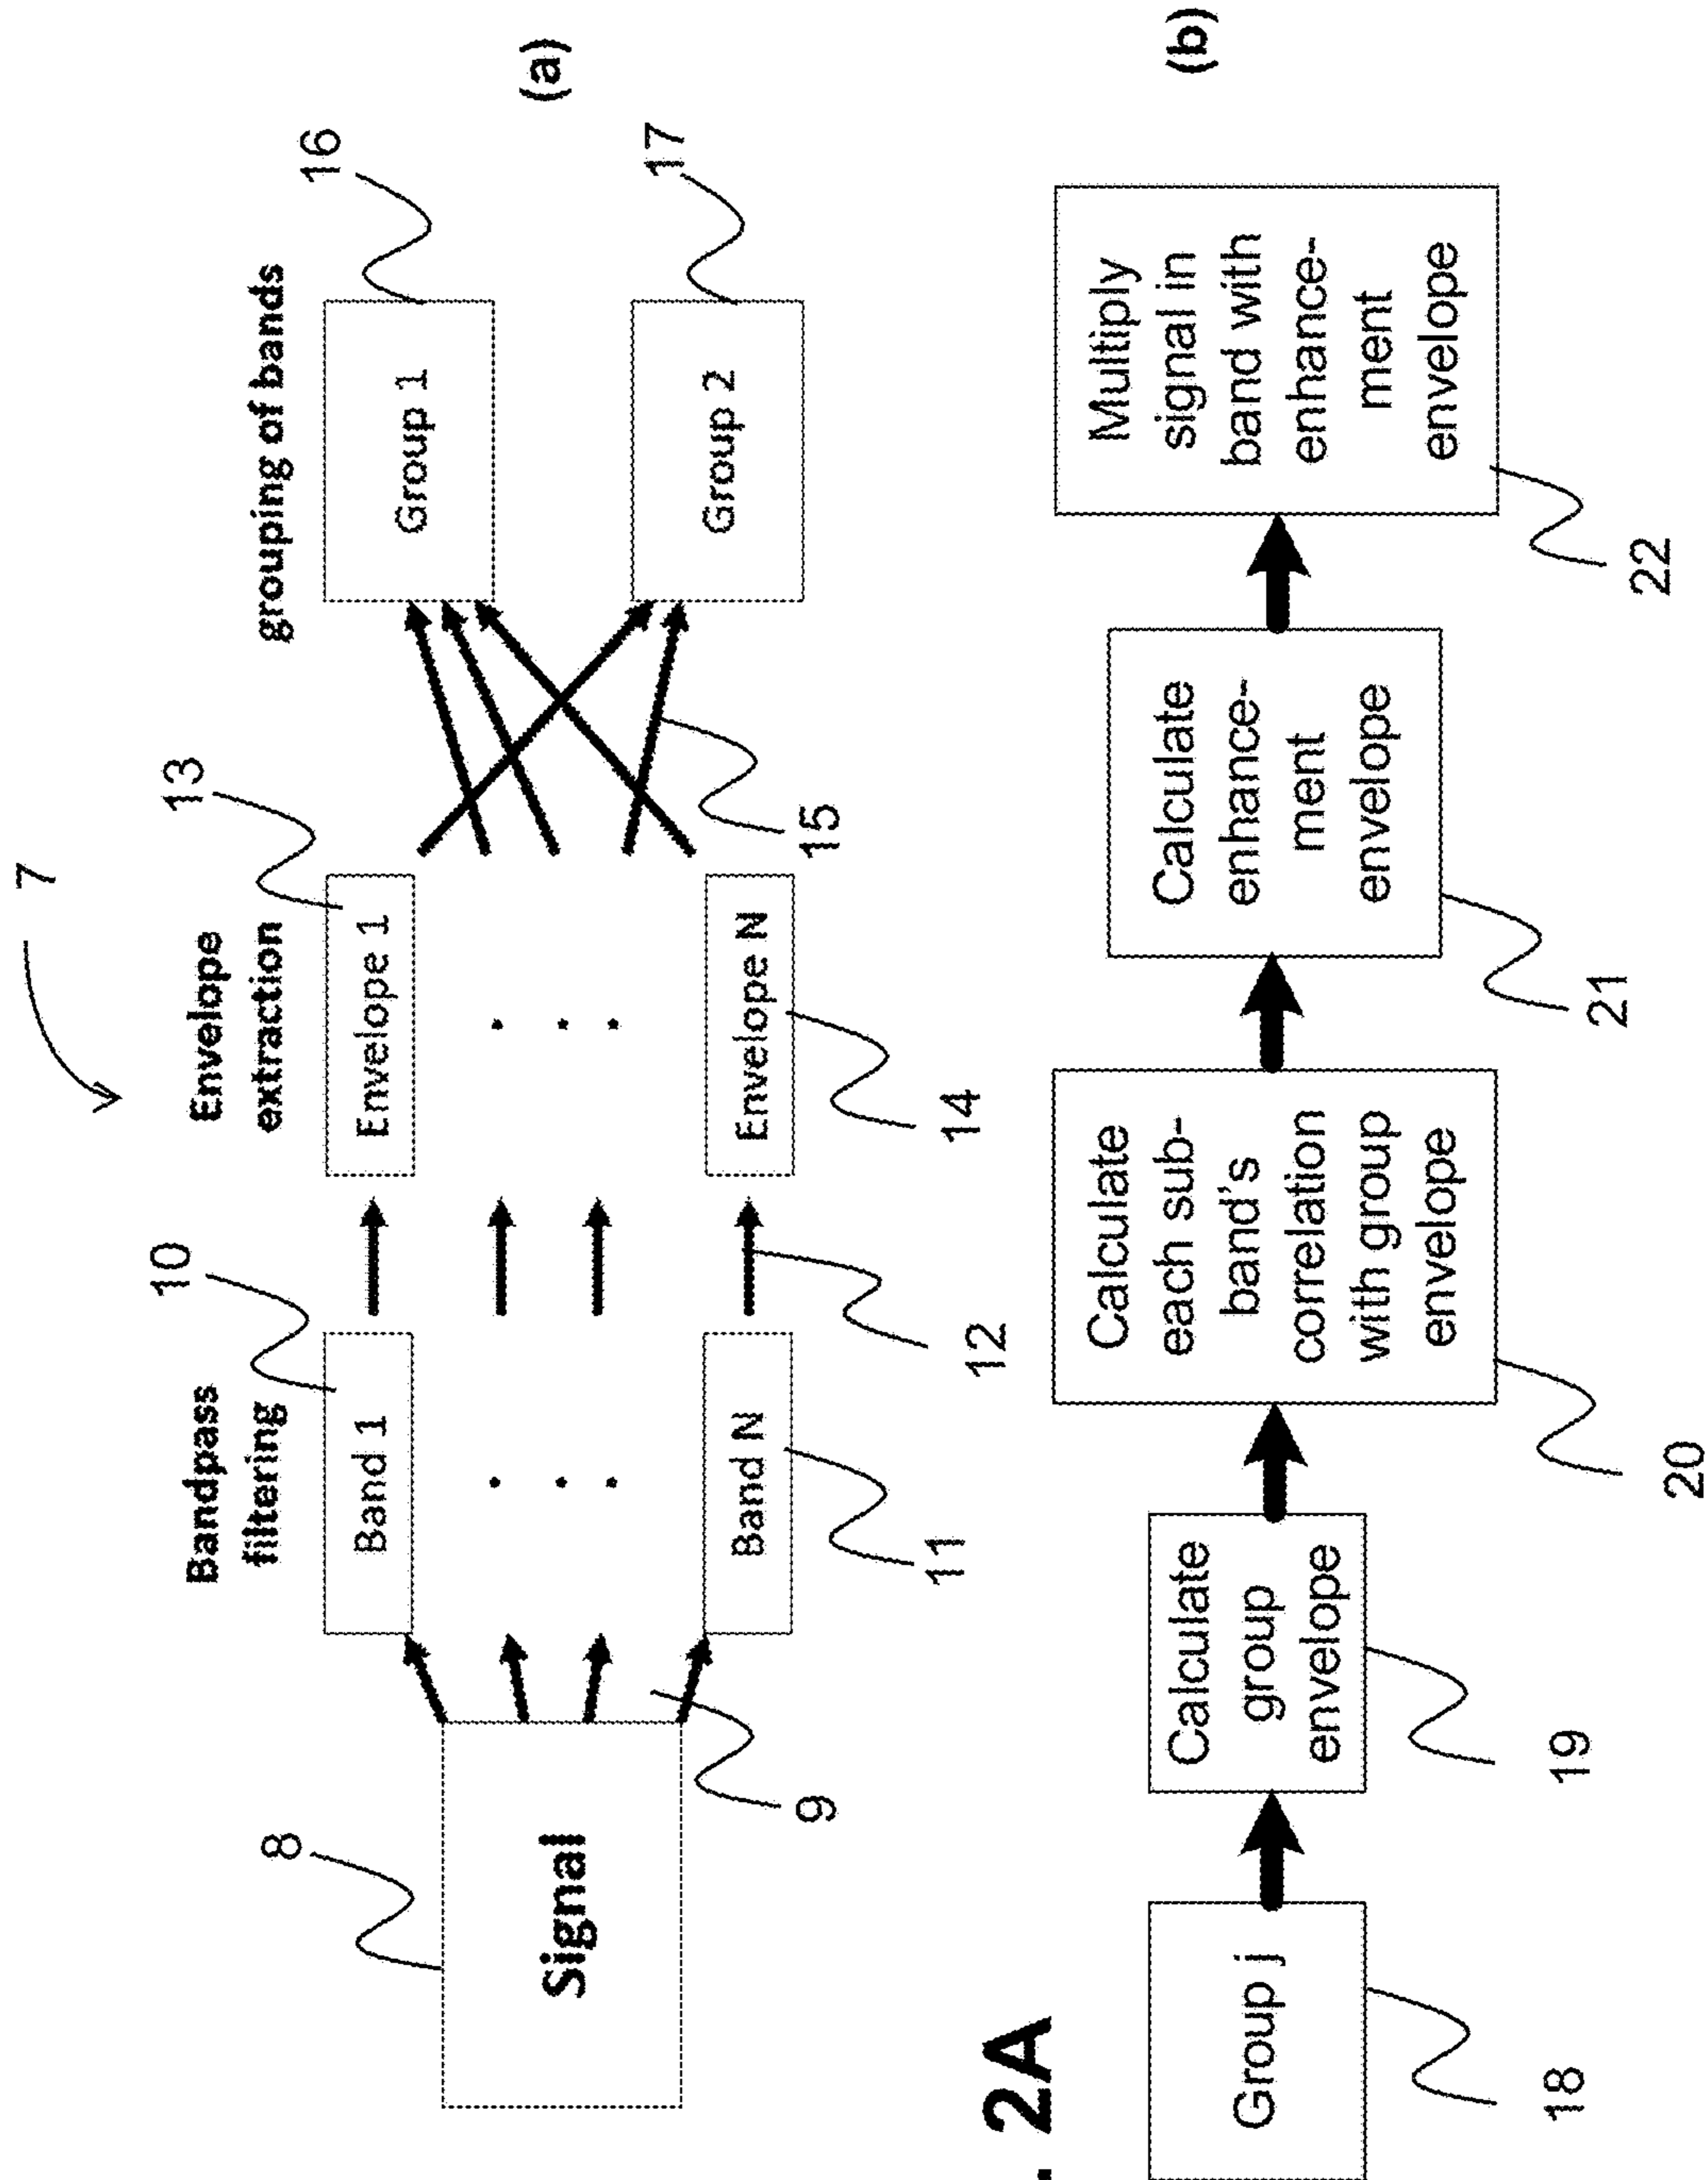 7
Bandpass
filtering
Envelope
extraction
grouping of bands
8
10
13
16
Signal
Band 1
Envelope 1
Group 1
.
.
.
.
.
.
Band N
Envelope N
Group 2
17
(a)
9
11
12
14
15
. 2A
Group j
Calculate
group
envelope
Calculate
each sub-
band's
correlation
with group
envelope
Calculate
enhance-
ment
envelope
Multiply
signal in
band with
enhance-
ment
envelope
(b)
18
19
20
21
22